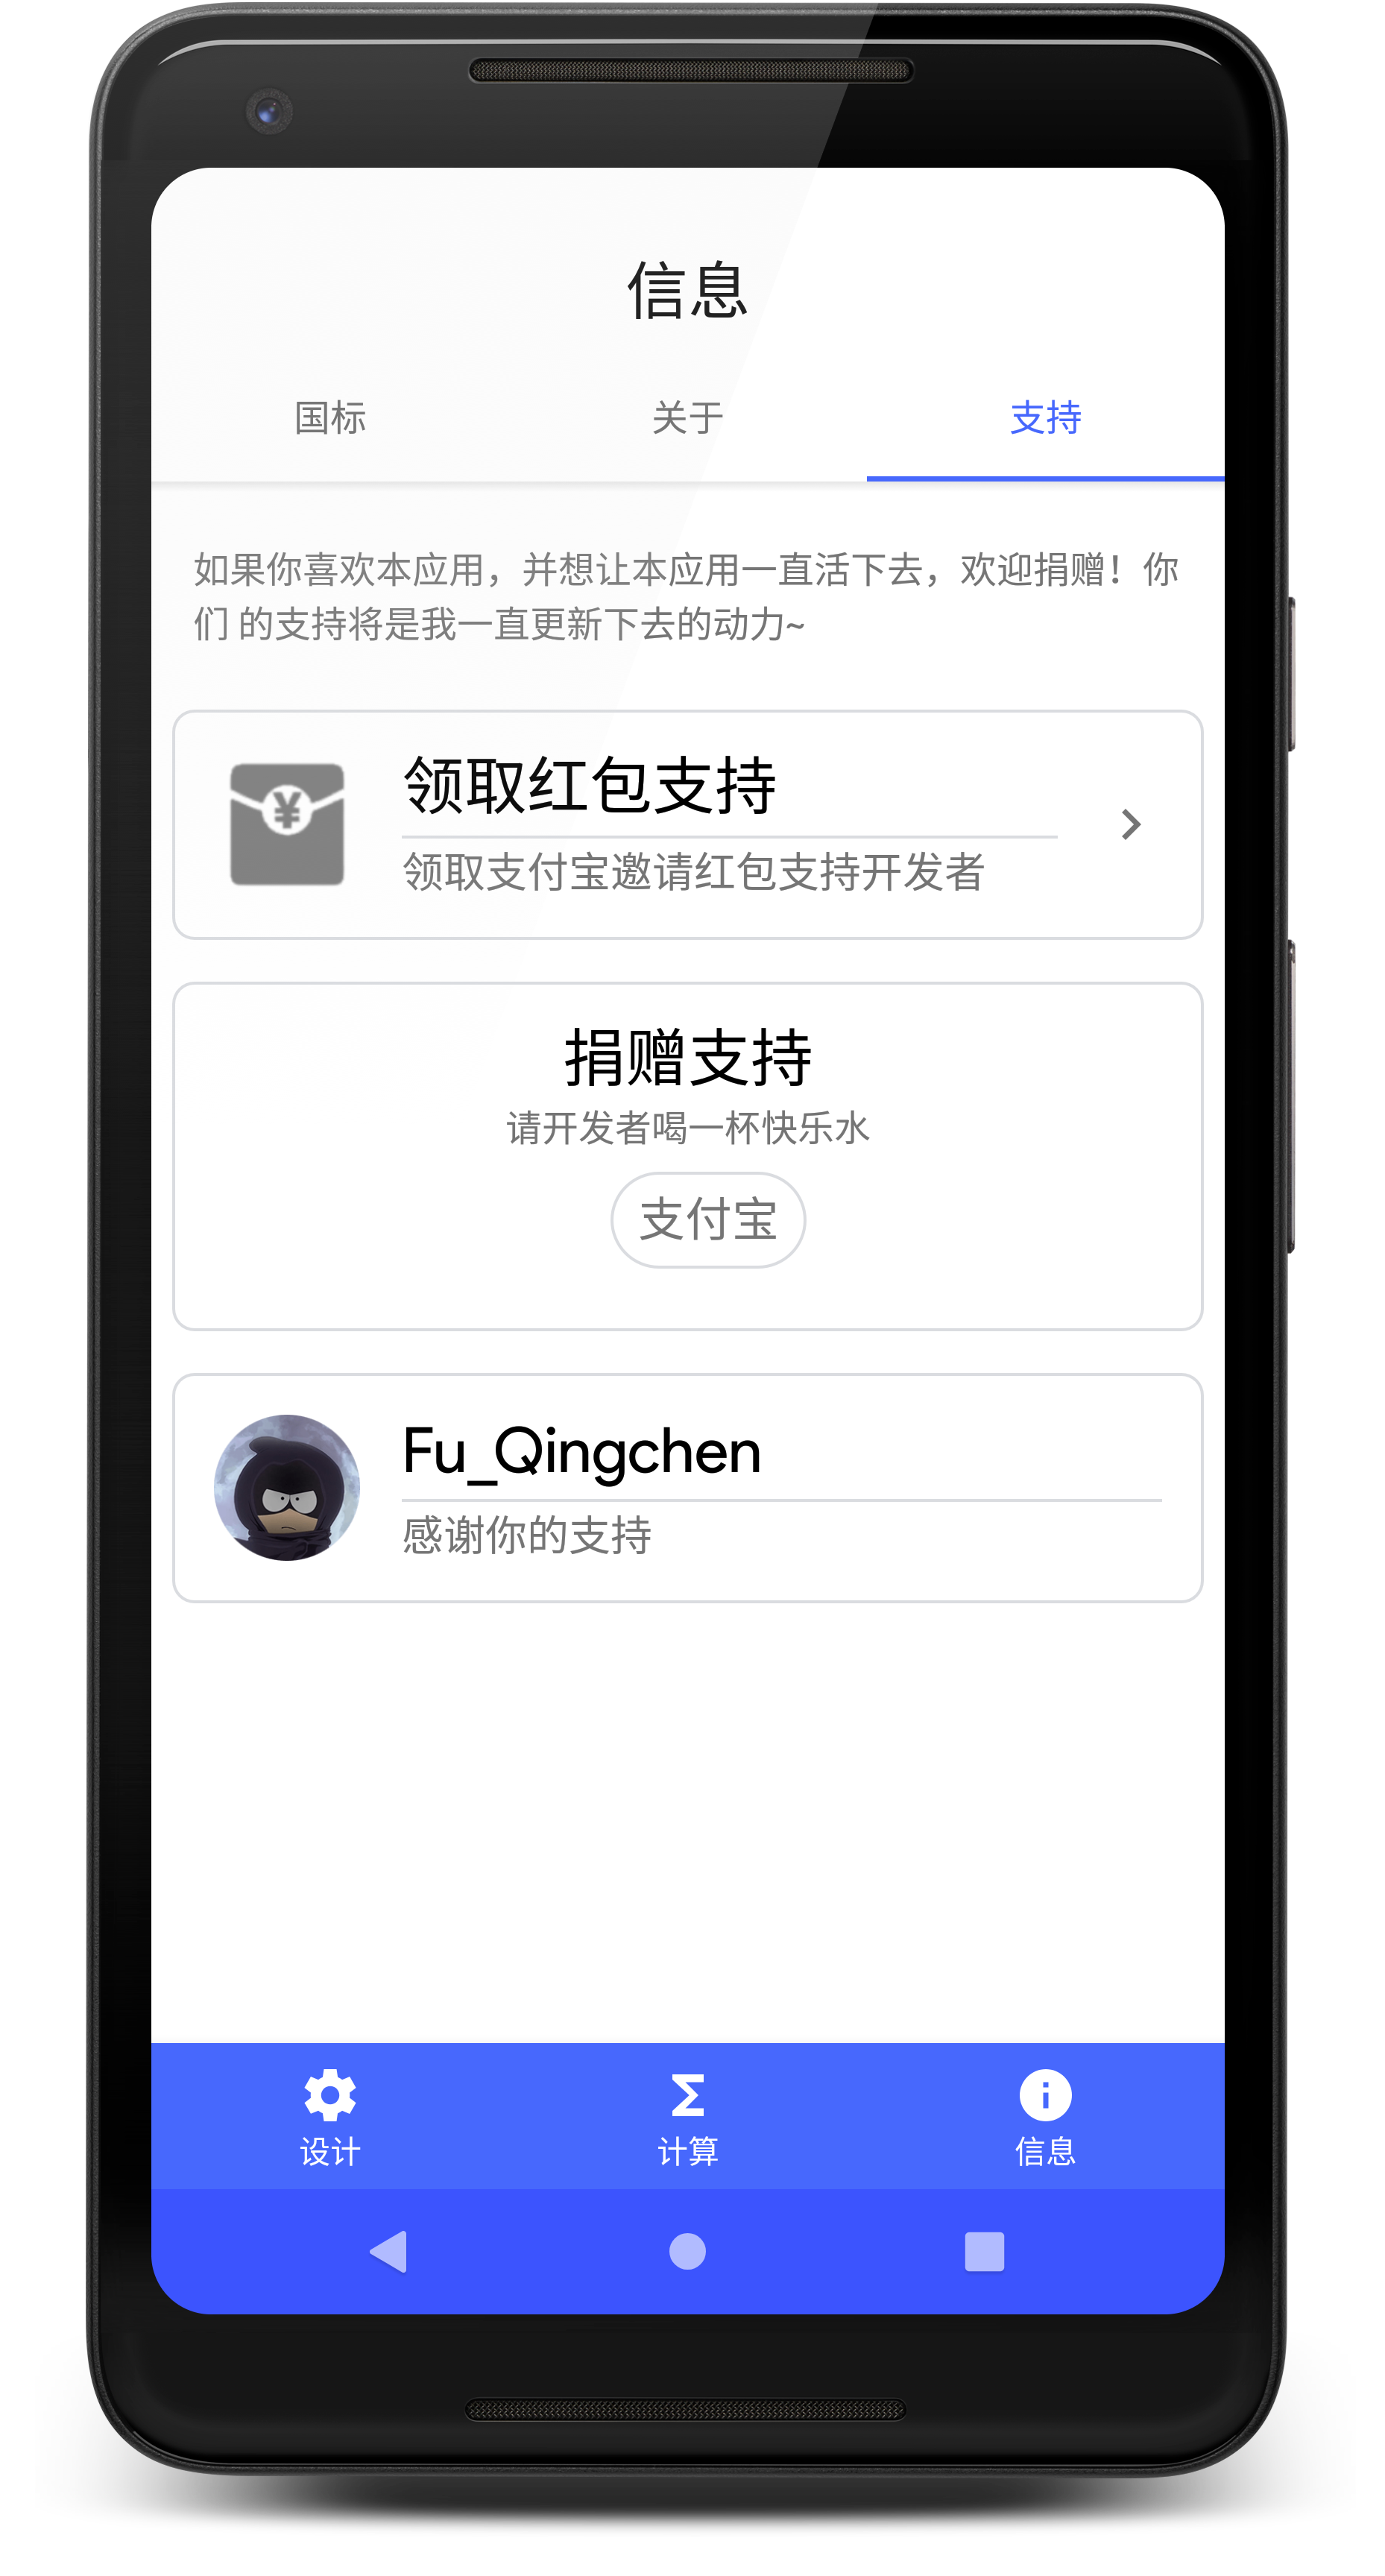 信息
国标
关于
支持
如果你喜欢本应用，并想让本应用一直活下去，欢迎捐赠！你
们 的支持将是我一直更新下去的动力~
¥
领取红包支持
领取支付宝邀请红包支持开发者
捐赠支持
请开发者喝一杯快乐水
支付宝
Fu_Qingchen
感谢你的支持
设计
计算
信息